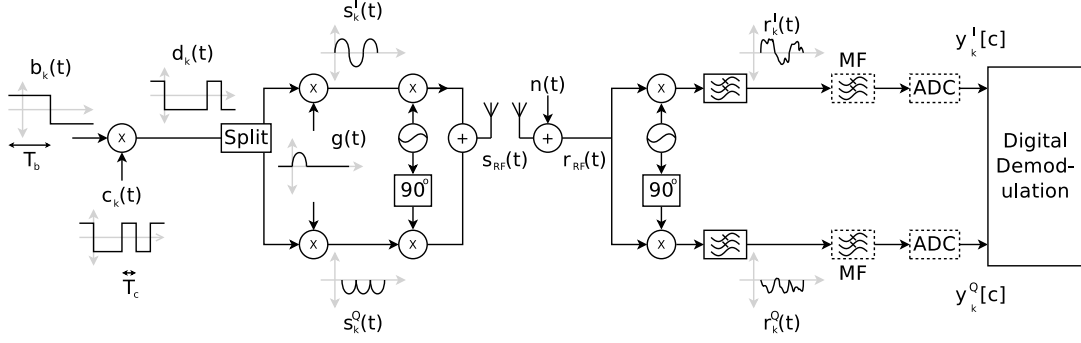 b_k(t)
T_b
d_k(t)
X
c_k(t)
T_c
Split
s_k^I(t)
X
X
g(t)
90°
X
X
s_k^Q(t)
+
s_RF(t)
n(t)
+
r_RF(t)
X
90°
X
r_k^I(t)
MF
ADC
y_k^I[c]
r_k^Q(t)
MF
ADC
y_k^Q[c]
Digital
Demod-
ulation